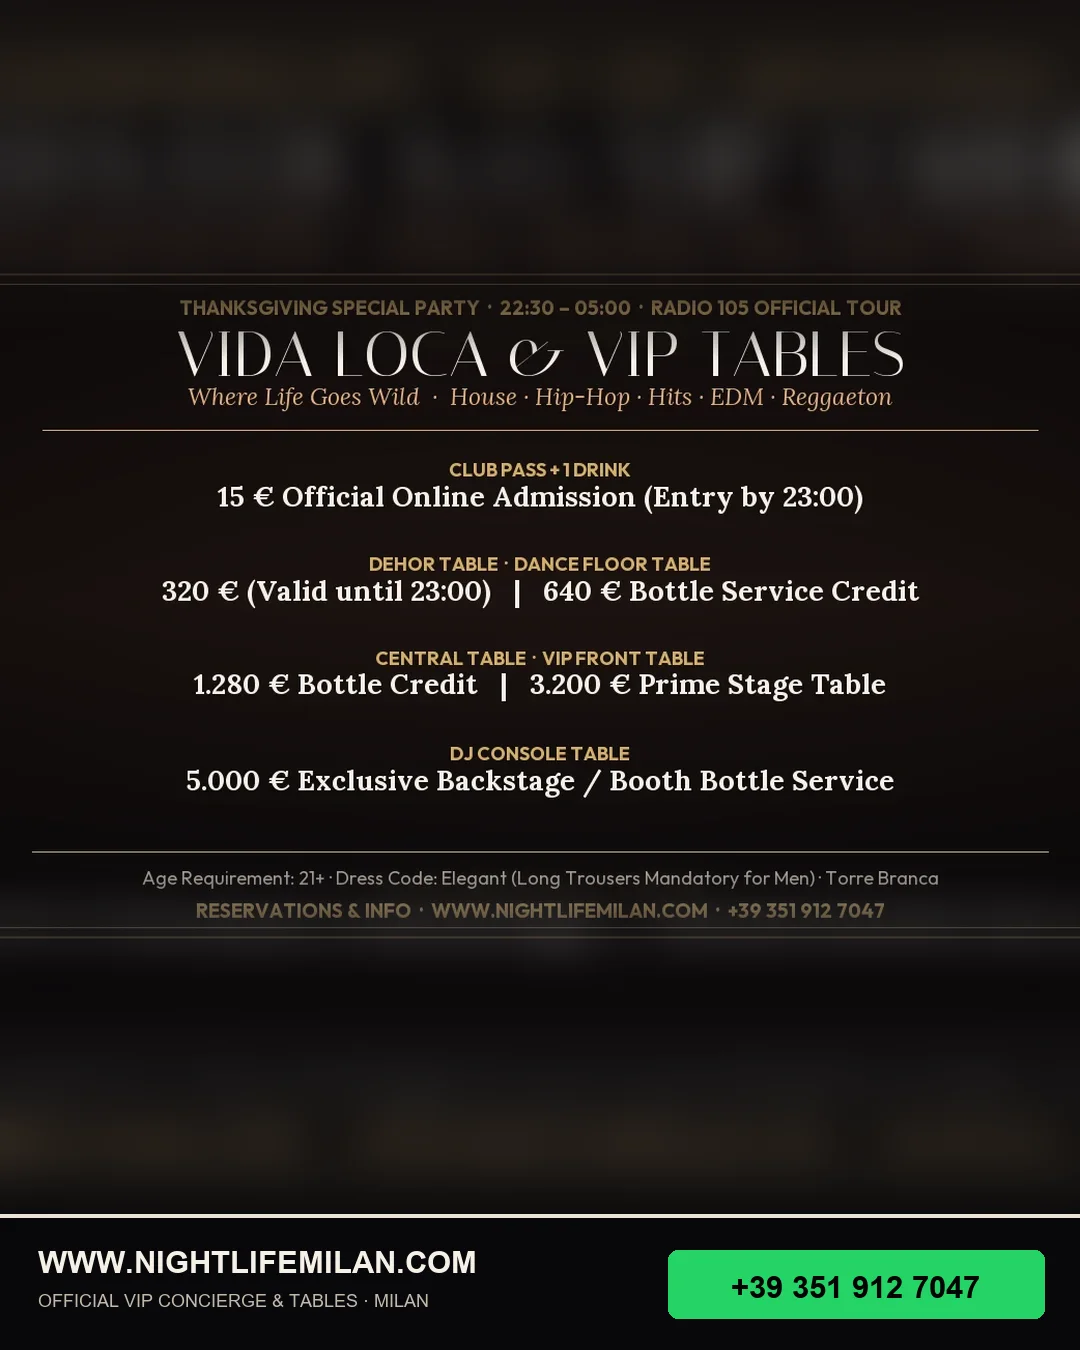 THANKSGIVING SPECIAL PARTY · 22:30 – 05:00 · RADIO 105 OFFICIAL TOUR
VIDA LOCA & VIP TABLES
Where Life Goes Wild · House · Hip-Hop · Hits · EDM · Reggaeton
CLUB PASS + 1 DRINK
15 € Official Online Admission (Entry by 23:00)
DEHOR TABLE · DANCE FLOOR TABLE
320 € (Valid until 23:00) | 640 € Bottle Service Credit
CENTRAL TABLE · VIP FRONT TABLE
1.280 € Bottle Credit | 3.200 € Prime Stage Table
DJ CONSOLE TABLE
5.000 € Exclusive Backstage / Booth Bottle Service
Age Requirement: 21+ · Dress Code: Elegant (Long Trousers Mandatory for Men) · Torre Branca
RESERVATIONS & INFO · WWW.NIGHTLIFEMILAN.COM · +39 351 912 7047
WWW.NIGHTLIFEMILAN.COM
OFFICIAL VIP CONCIERGE & TABLES · MILAN
+39 351 912 7047